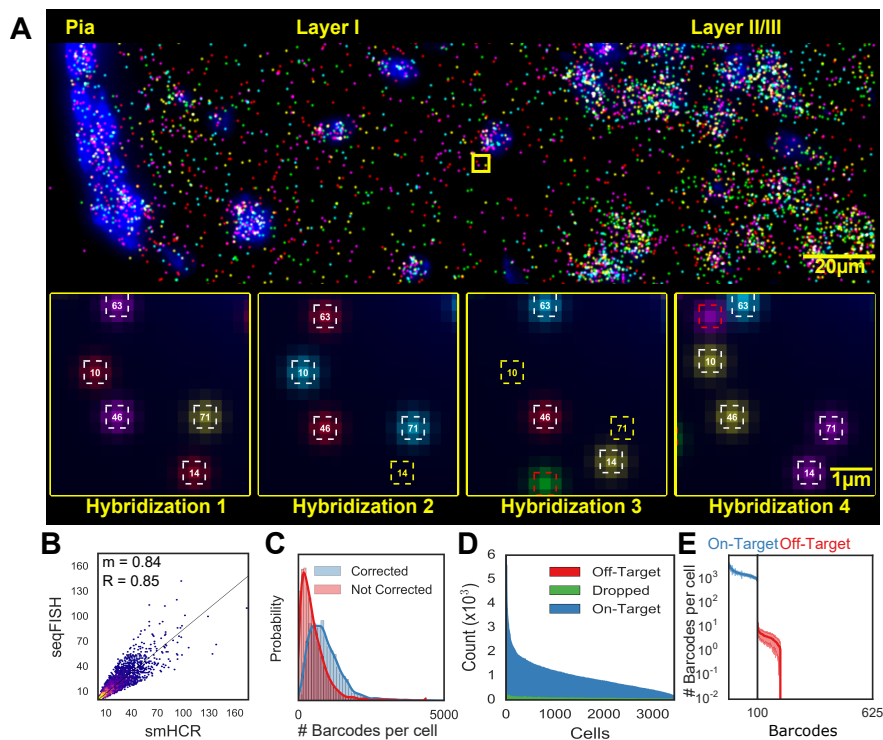 A
Pia
Layer I
Layer II/III
20μm
63
10
46
71
14
Hybridization 1
63
10
46
71
14
Hybridization 2
63
10
46
71
14
Hybridization 3
63
10
46
71
14
1μm
Hybridization 4
B
m = 0.84
R = 0.85
170
130
100
70
40
10
seqFISH
10 40 70 100 130 160
smHCR
C
Corrected
Not Corrected
Probability
0
5000
# Barcodes per cell
D
6
5
4
3
2
1
0
Count (x10⁻³)
Off-Target
Dropped
On-Target
0 1000 2000 3000
Cells
E
On-Target Off-Target
# Barcodes per cell
10³
10²
10¹
10⁰
10⁻¹
10⁻²
100
625
Barcodes